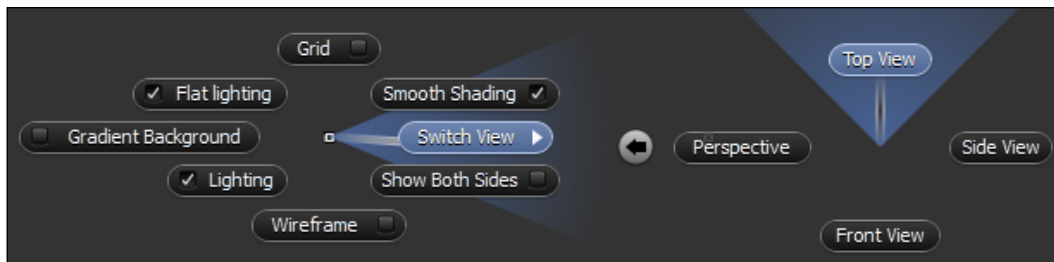 Grid
Top View
Flat lighting
Smooth Shading
Gradient Background
Switch View
Perspective
Side View
Lighting
Show Both Sides
Wireframe
Front View